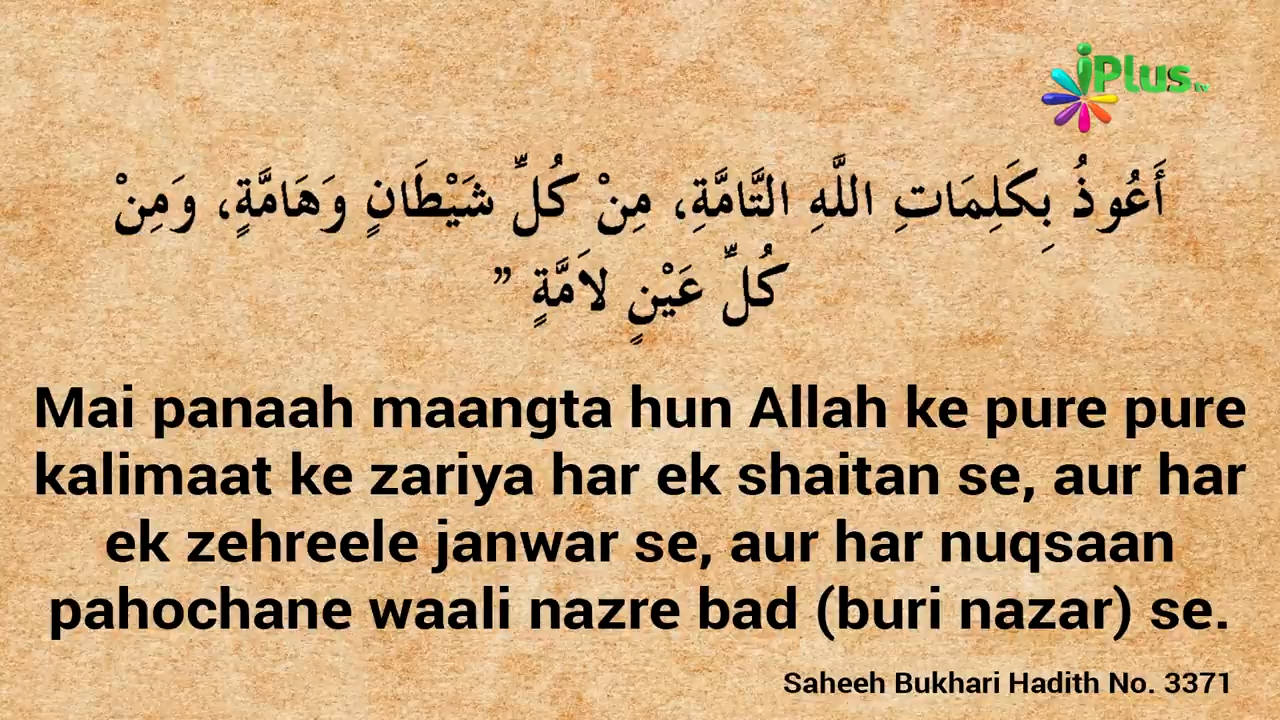 iPlus tv
أَعُوذُ بِكَلِمَاتِ اللَّهِ التَّامَّةِ، مِنْ كُلِّ شَيْطَانٍ وَهَامَّةٍ، وَمِنْ
كُلِّ عَيْنٍ لاَمَّةٍ ”
Mai panaah maangta hun Allah ke pure pure
kalimaat ke zariya har ek shaitan se, aur har
ek zehreele janwar se, aur har nuqsaan
pahochane waali nazre bad (buri nazar) se.
Saheeh Bukhari Hadith No. 3371